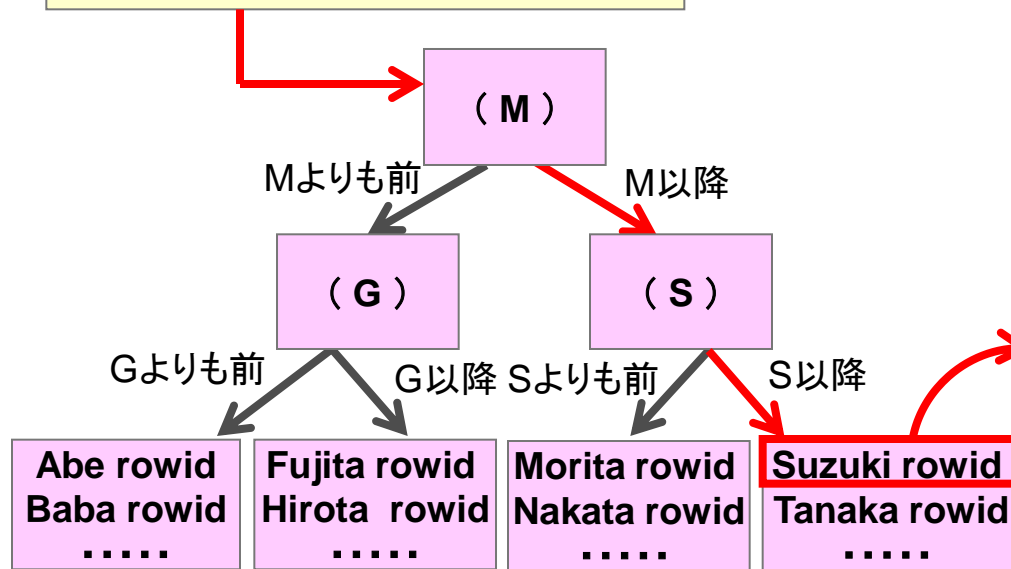 （ M ）
Mよりも前
M以降
（ G ）
（ S ）
Gよりも前
G以降
Sよりも前
S以降
Abe rowid
Baba rowid
.....
Fujita rowid
Hirota rowid
.....
Morita rowid
Nakata rowid
.....
Suzuki rowid
Tanaka rowid
.....